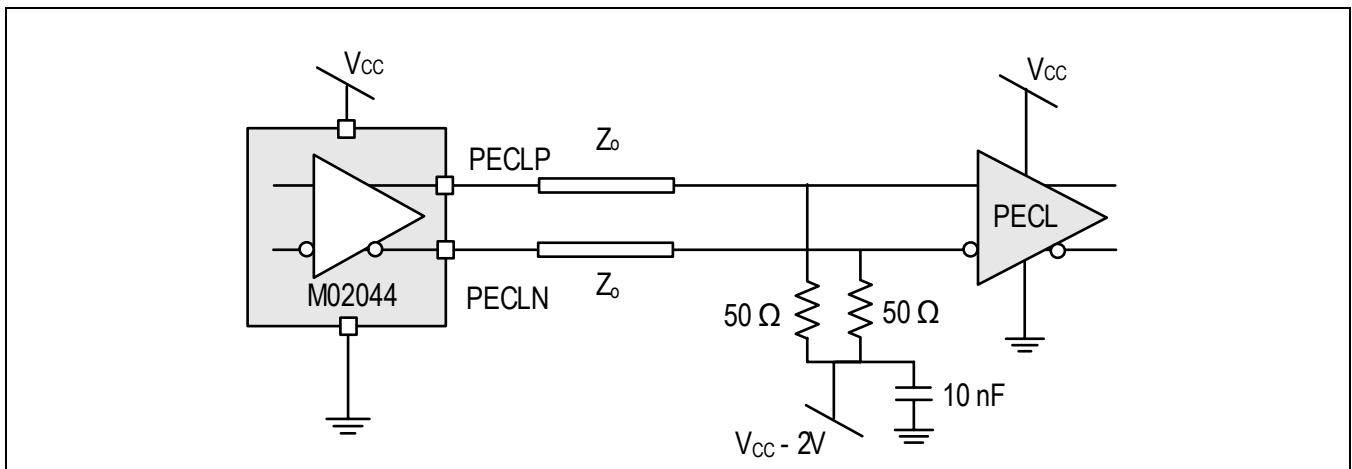 VCC
VCC
Zo
PECLP
PECL
M02044
PECLN
Zo
50 Ω
50 Ω
10 nF
VCC - 2V